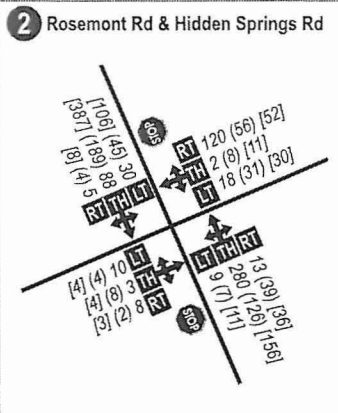 2 Rosemont Rd & Hidden Springs Rd
[106] (45) 30
[387] (189) 88
[8] (4) 5
RT TH LT
STOP
RT 120 (56) [52]
TH 2 (8) [11]
LT 18 (31) [30]
[4] (4) 10 LT
[4] (8) 3 TH
[3] (2) 8 RT
STOP
LT TH RT
13 (39) [36]
280 (126) [156]
9 (7) [11]